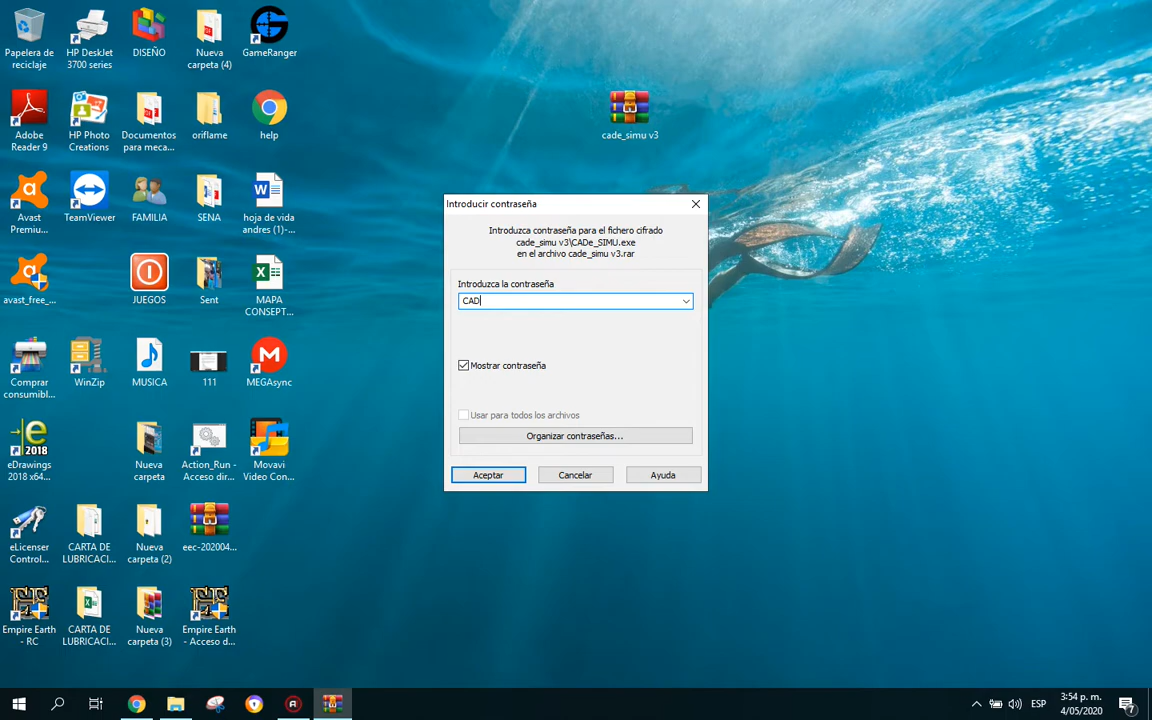 Papelera de
reciclaje
HP DeskJet
3700 series
DISEÑO
Nueva
carpeta (4)
GameRanger
Adobe
Reader 9
HP Photo
Creations
Documentos
para meca...
oriflame
help
cade_simu v3
Avast
Premiu...
TeamViewer
FAMILIA
SENA
hoja de vida
andres (1)-...
avast_free_...
JUEGOS
Sent
MAPA
CONCEPT...
Comprar
consumibl...
WinZip
MUSICA
111
MEGAsync
eDrawings
2018 x64...
Nueva
carpeta
Action_Run -
Acceso dir...
Movavi
Video Con...
eLicenser
Control...
CARTA DE
LUBRICACI...
Nueva
carpeta (2)
eec-202004...
Empire Earth
- RC
CARTA DE
LUBRICACI...
Nueva
carpeta (3)
Empire Earth
- Acceso d...
Introducir contraseña
Introduzca contraseña para el fichero cifrado
cade_simu v3\CADe_SIMU.exe
en el archivo cade_simu v3.rar
Introduzca la contraseña
CAD
Mostrar contraseña
Usar para todos los archivos
Organizar contraseñas...
Aceptar
Cancelar
Ayuda
ESP
3:54 p. m.
4/05/2020
7